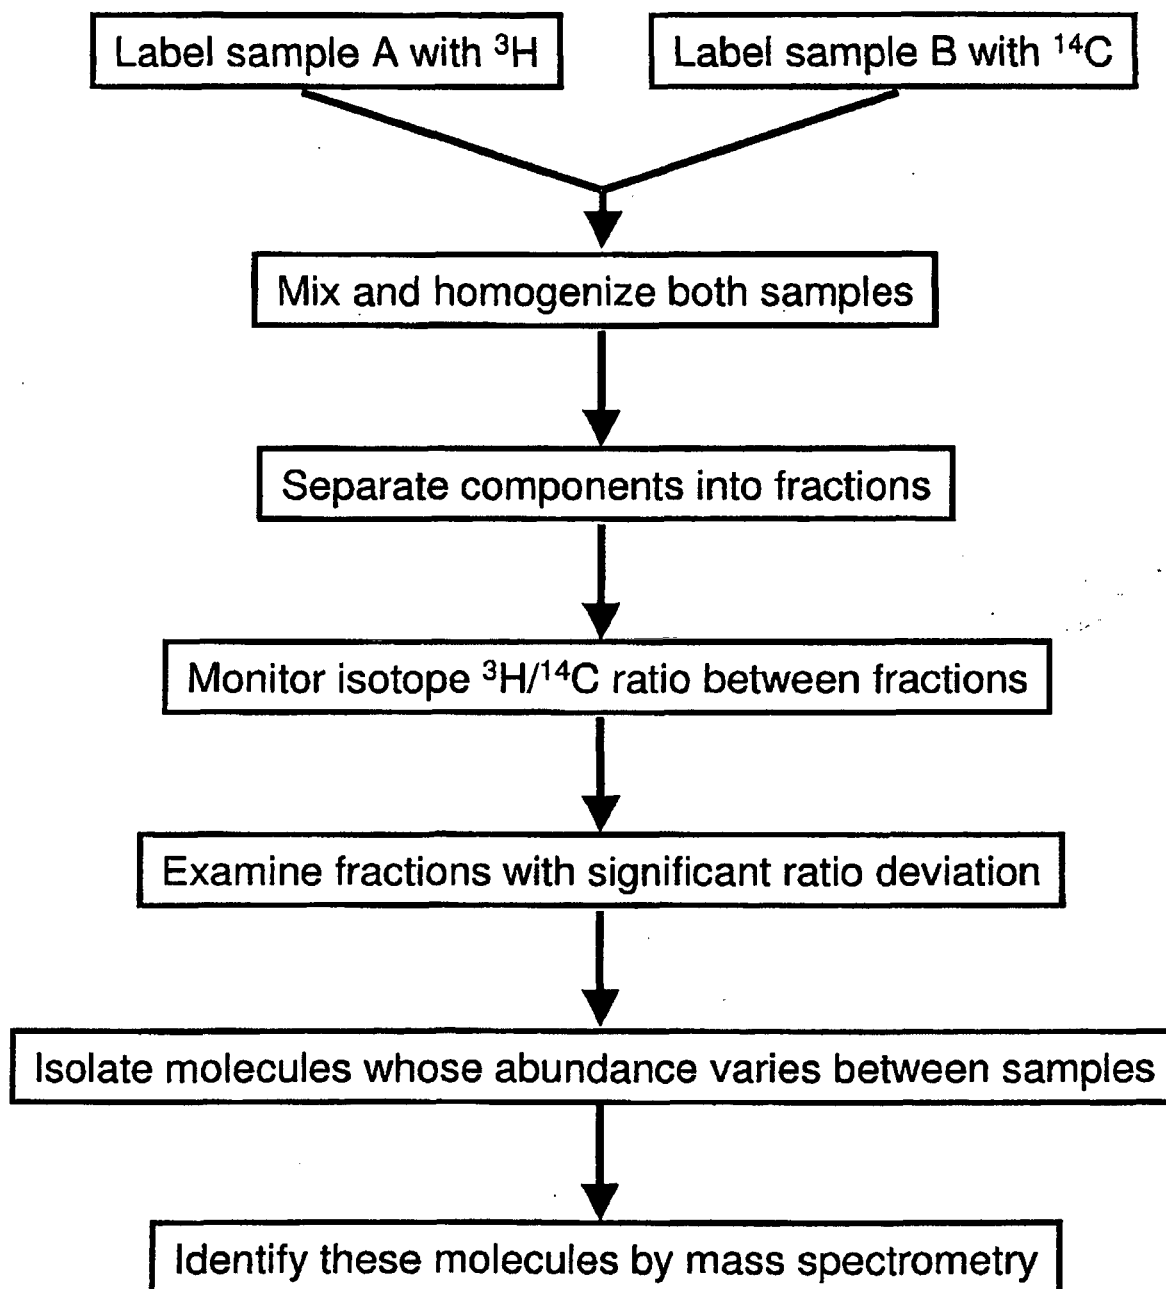 Label sample A with ³H
Label sample B with ¹⁴C
Mix and homogenize both samples
Separate components into fractions
Monitor isotope ³H/¹⁴C ratio between fractions
Examine fractions with significant ratio deviation
Isolate molecules whose abundance varies between samples
Identify these molecules by mass spectrometry